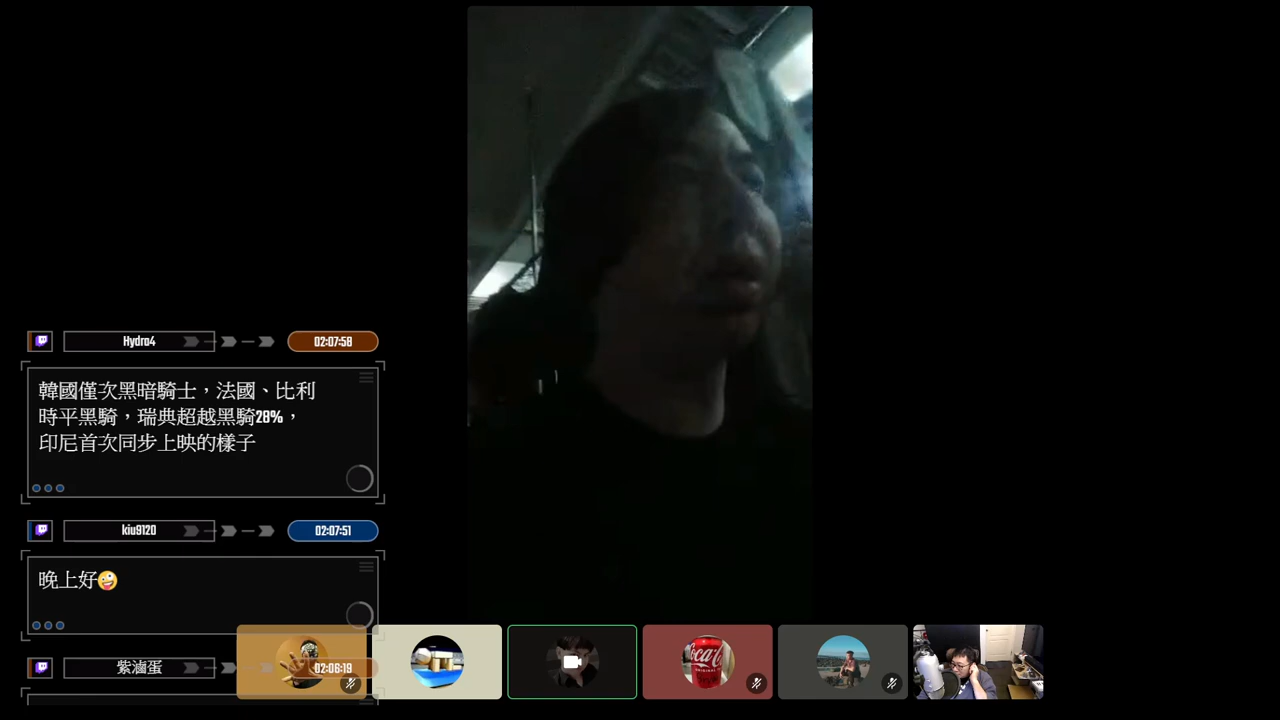 Hydro4
02:07:58
韓國僅次黑暗騎士，法國、比利
時平黑騎，瑞典超越黑騎28%，
印尼首次同步上映的樣子
kiu9120
02:07:51
晚上好🤪
紫滷蛋
02:06:19
Coca-Cola